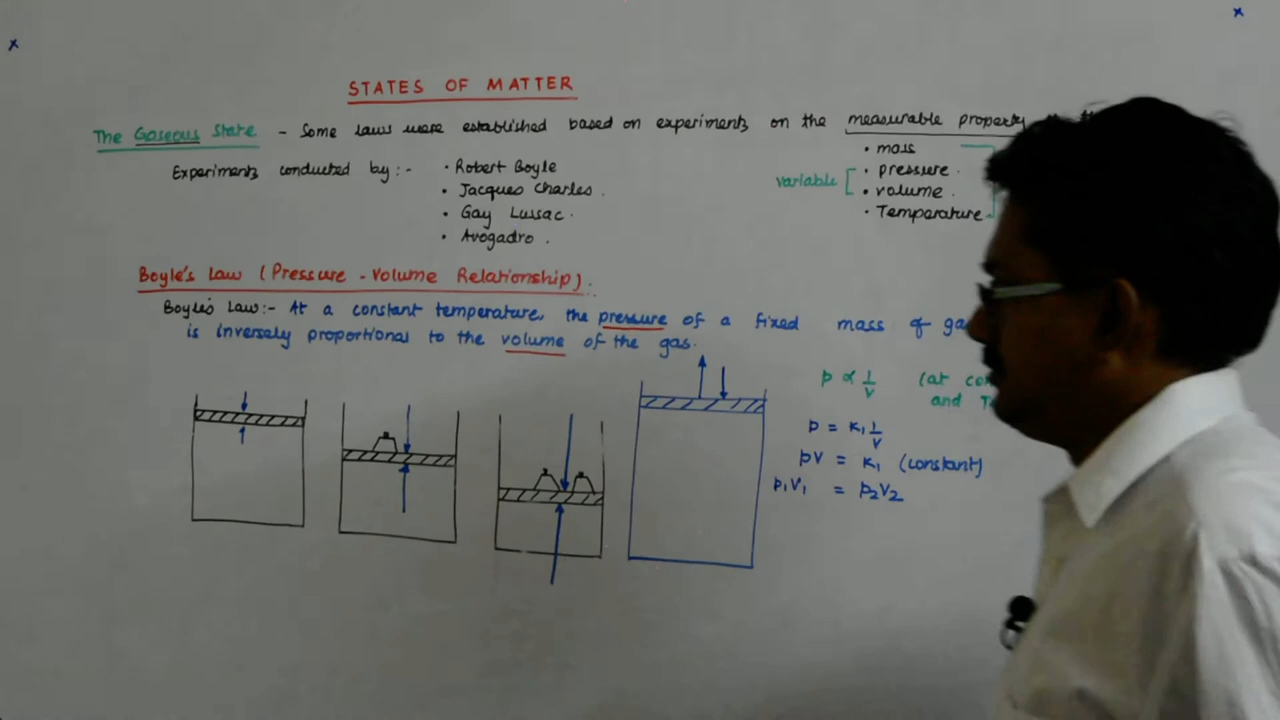 x
x
STATES OF MATTER
The Gaseous State - Some laws were established based on experiments on the measurable property
• mass
• pressure.
variable
• volume.
• Temperature
Experiments conducted by:-
• Robert Boyle
• Jacques Charles.
• Gay Lussac.
• Avogadro.
Boyle's Law (Pressure - Volume Relationship).
Boyle's Law:- At a constant temperature, the pressure of a fixed mass of
is inversely proportional to the volume of the gas.
p ∝ 1/v (at
and
p = K₁ 1/v
pv = K₁ (constant)
p₁V₁ = p₂V₂